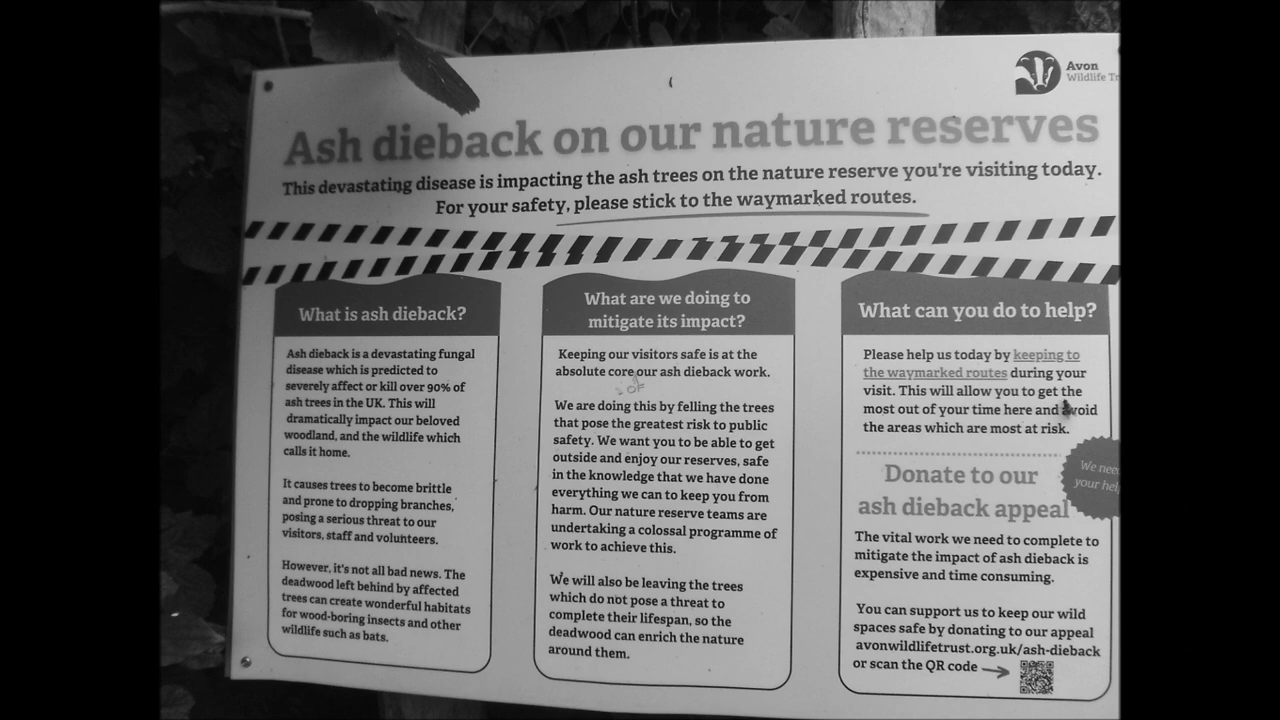 Avon
Wildlife
Ash dieback on our nature reserves
This devastating disease is impacting the ash trees on the nature reserve you're visiting today.
For your safety, please stick to the waymarked routes.
What is ash dieback?
Ash dieback is a devastating fungal
disease which is predicted to
severely affect or kill over 90% of
ash trees in the UK. This will
dramatically impact our beloved
woodland, and the wildlife which
calls it home.
It causes trees to become brittle
and prone to dropping branches,
posing a serious threat to our
visitors, staff and volunteers.
However, it's not all bad news. The
deadwood left behind by affected
trees can create wonderful habitats
for wood-boring insects and other
wildlife such as bats.
What are we doing to
mitigate its impact?
Keeping our visitors safe is at the
absolute core our ash dieback work.
OF
We are doing this by felling the trees
that pose the greatest risk to public
safety. We want you to be able to get
outside and enjoy our reserves, safe
in the knowledge that we have done
everything we can to keep you from
harm. Our nature reserve teams are
undertaking a colossal programme of
work to achieve this.
We will also be leaving the trees
which do not pose a threat to
complete their lifespan, so the
deadwood can enrich the nature
around them.
What can you do to help?
Please help us today by keeping to
the waymarked routes during your
visit. This will allow you to get the
most out of your time here and avoid
the areas which are most at risk.
We need
your help
Donate to our
ash dieback appeal
The vital work we need to complete to
mitigate the impact of ash dieback is
expensive and time consuming.
You can support us to keep our wild
spaces safe by donating to our appeal
avonwildlifetrust.org.uk/ash-dieback
or scan the QR code